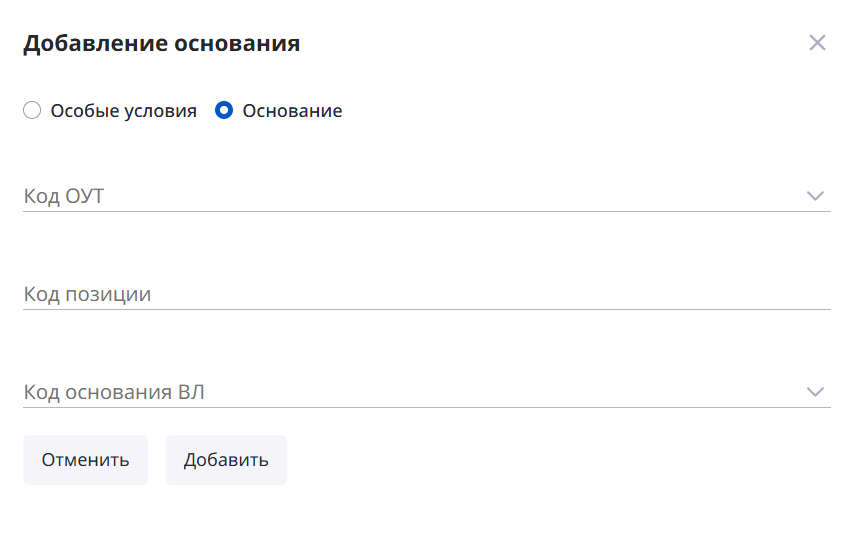 Добавление основания
Особые условия Основание
Код ОУТ
Код позиции
Код основания ВЛ
Отменить Добавить